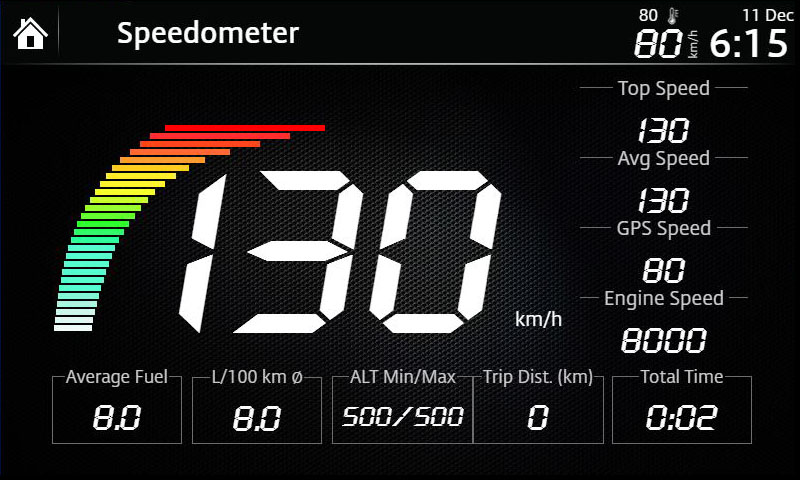 Speedometer
80
11 Dec
80 km/h
6:15
Top Speed
130
Avg Speed
130
GPS Speed
80
Engine Speed
8000
130
km/h
Average Fuel
8.0
L/100 km ø
8.0
ALT Min/Max
500/500
Trip Dist. (km)
0
Total Time
0:02